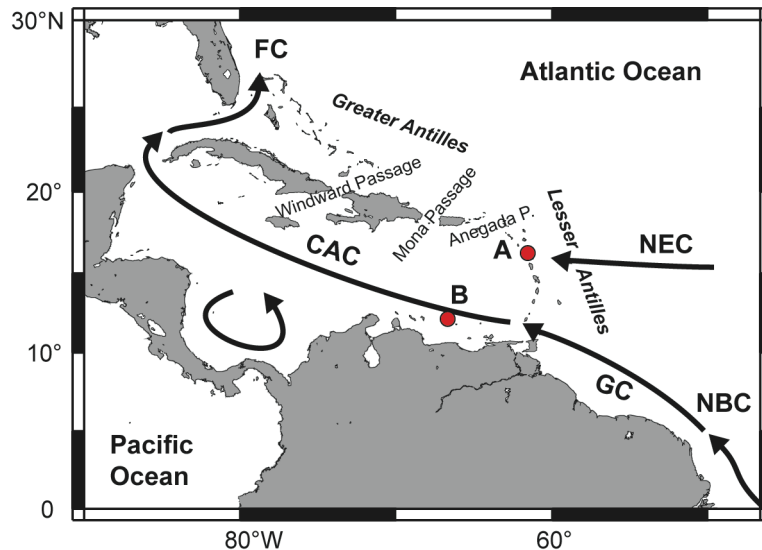 30°N
FC
Atlantic Ocean
Greater Antilles
20°
Windward Passage
Mona Passage
Anegada P.
Lesser Antilles
A
NEC
CAC
B
10°
GC
NBC
Pacific
Ocean
0
80°W
60°